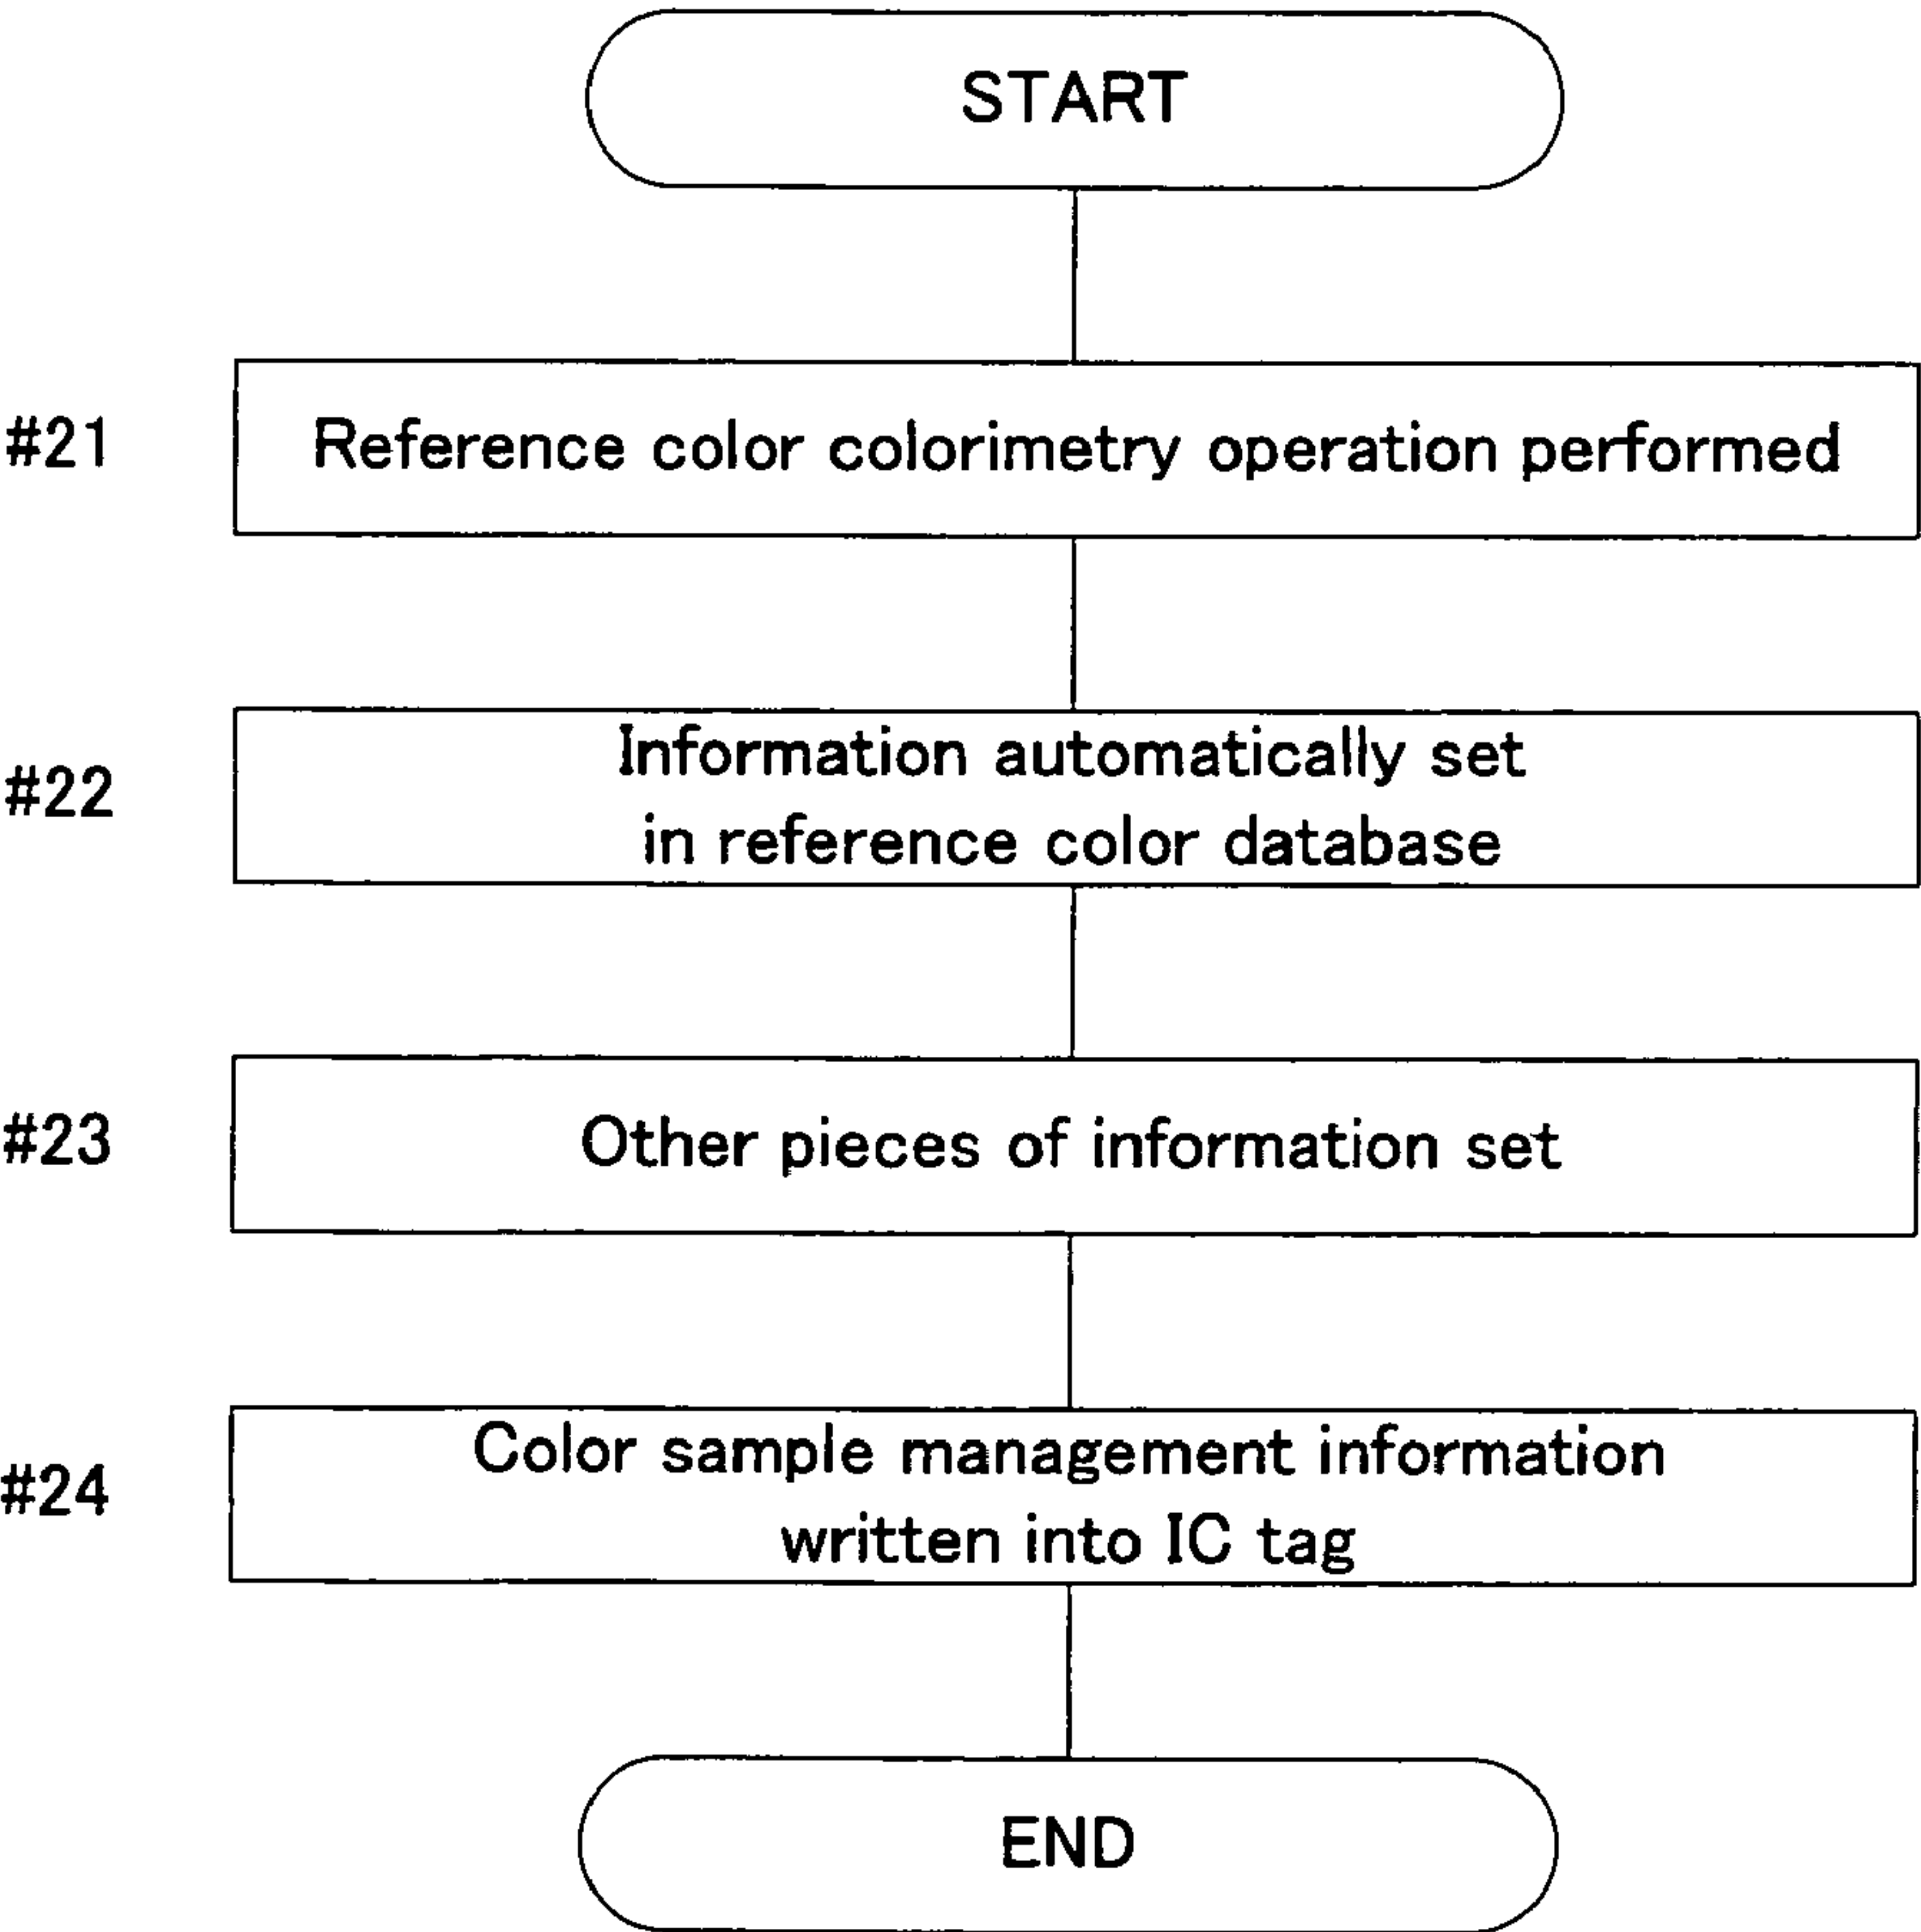 START
#21
Reference color colorimetry operation performed
#22
Information automatically set
in reference color database
#23
Other pieces of information set
#24
Color sample management information
written into IC tag
END